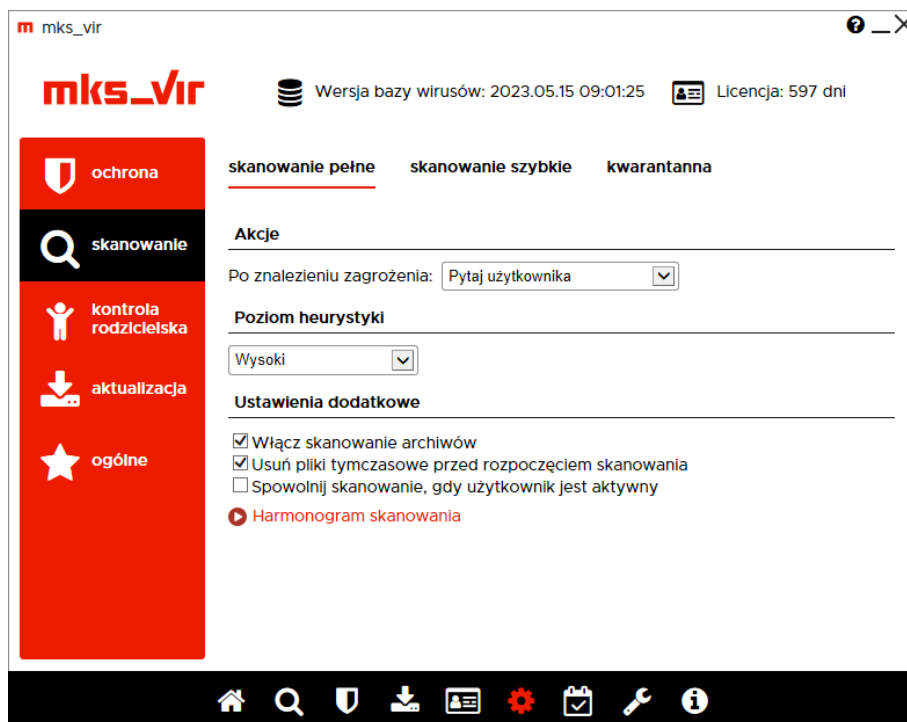 mks_vir
mks_vir
Wersja bazy wirusów: 2023.05.15 09:01:25
Licencja: 597 dni
ochrona
skanowanie
kontrola
rodzicielska
aktualizacja
ogólne
skanowanie pełne
skanowanie szybkie
kwarantanna
Akcje
Po znalezieniu zagrożenia: Pytaj użytkownika
Poziom heurystyki
Wysoki
Ustawienia dodatkowe
Włącz skanowanie archiwów
Usuń pliki tymczasowe przed rozpoczęciem skanowania
Spowolnij skanowanie, gdy użytkownik jest aktywny
Harmonogram skanowania